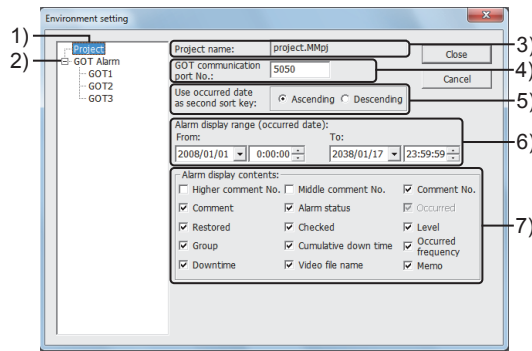 Environment setting
1)
Project
2)
GOT Alarm
GOT1
GOT2
GOT3
Project name: project.MMpj
3)
Close
GOT communication
port No.: 5050
4)
Cancel
Use occurred date
as second sort key: Ascending Descending
5)
Alarm display range (occurred date):
From: To:
2008/01/01 0:00:00 2038/01/17 23:59:59
6)
Alarm display contents:
Higher comment No. Middle comment No. Comment No.
Comment Alarm status Occurred
Restored Checked Level
7)
Group Cumulative down time Occurred
frequency
Downtime Video file name Memo